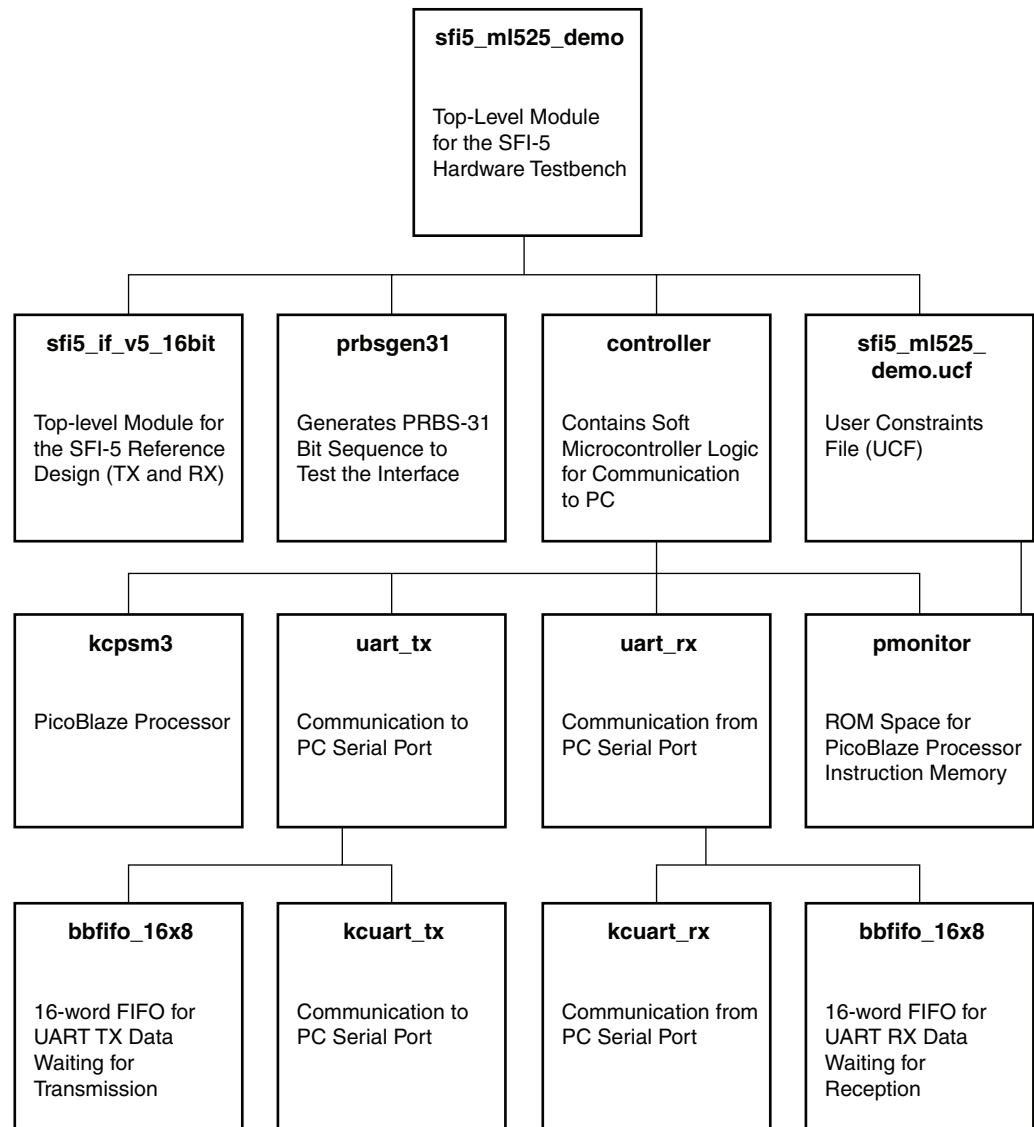 sfi5_ml525_demo
Top-Level Module
for the SFI-5
Hardware Testbench
sfi5_if_v5_16bit
Top-level Module for
the SFI-5 Reference
Design (TX and RX)
prbsgen31
Generates PRBS-31
Bit Sequence to
Test the Interface
controller
Contains Soft
Microcontroller Logic
for Communication
to PC
sfi5_ml525_
demo.ucf
User Constraints
File (UCF)
kcpsm3
PicoBlaze Processor
uart_tx
Communication to
PC Serial Port
uart_rx
Communication from
PC Serial Port
pmonitor
ROM Space for
PicoBlaze Processor
Instruction Memory
bbfifo_16x8
16-word FIFO for
UART TX Data
Waiting for
Transmission
kcuart_tx
Communication to
PC Serial Port
kcuart_rx
Communication from
PC Serial Port
bbfifo_16x8
16-word FIFO for
UART RX Data
Waiting for
Reception